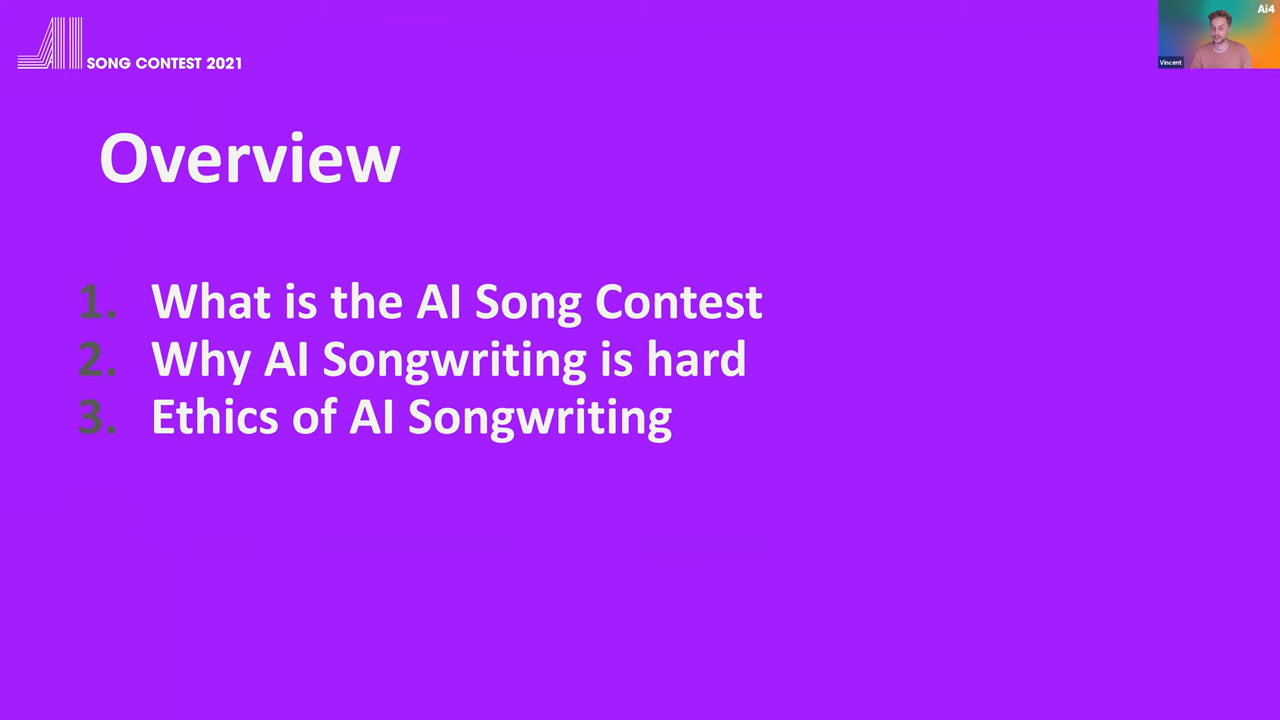 AI SONG CONTEST 2021
Ai4
Vincent
Overview
1. What is the AI Song Contest
2. Why AI Songwriting is hard
3. Ethics of AI Songwriting